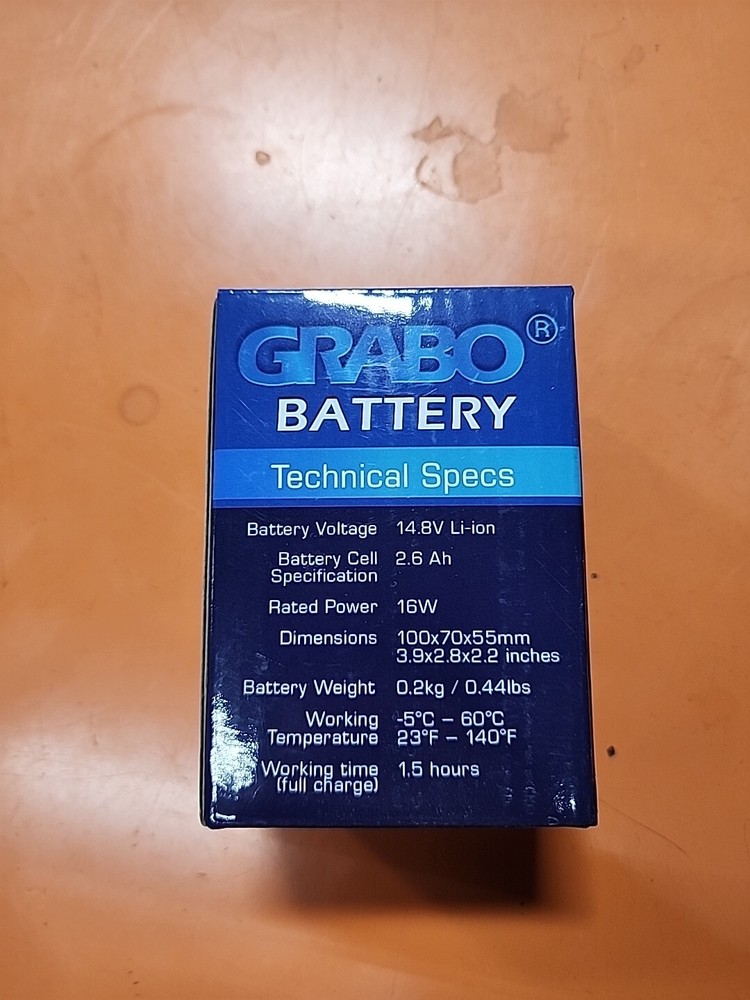 GRABO®
BATTERY
Technical Specs
Battery Voltage 14.8V Li-ion
Battery Cell Specification 2.6 Ah
Rated Power 16W
Dimensions 100x70x55mm
3.9x2.8x2.2 inches
Battery Weight 0.2kg / 0.44lbs
Working Temperature -5°C – 60°C
23°F – 140°F
Working time (full charge) 1.5 hours